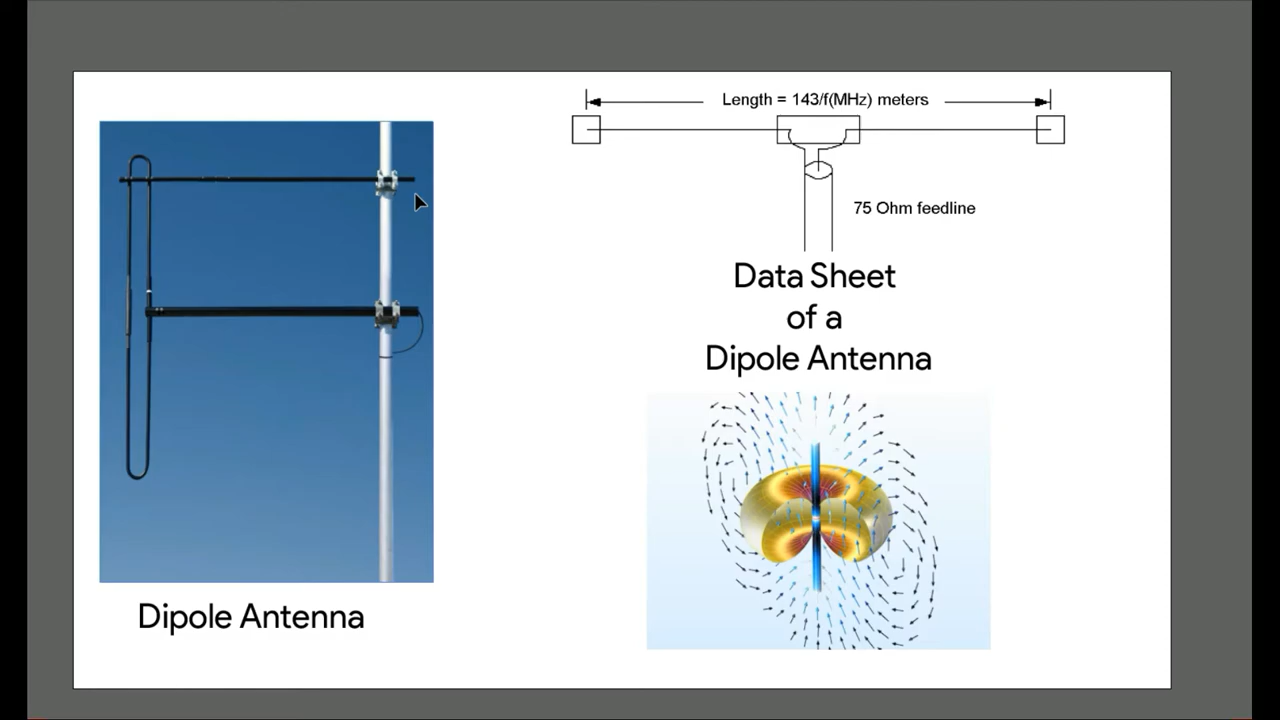 Length = 143/f(MHz) meters
75 Ohm feedline
Data Sheet
of a
Dipole Antenna
Dipole Antenna